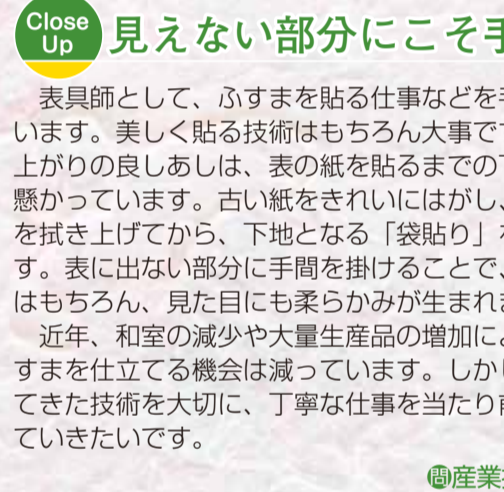 Close
Up
見えない部分にこそ手
表具師として、ふすまを貼る仕事などを
います。美しく貼る技術はもちろん大事で
上がりの良しあしは、表の紙を貼るまでの
懸かっています。古い紙をきれいにはがし、
を拭き上げてから、下地となる「袋貼り」
す。表に出ない部分に手間を掛けることで、
はもちろん、見た目にも柔らかみが生まれ
近年、和室の減少や大量生産品の増加に
すまを仕立てる機会は減っています。しか
てきた技術を大切に、丁寧な仕事を当たり
ていきたいです。
問産業